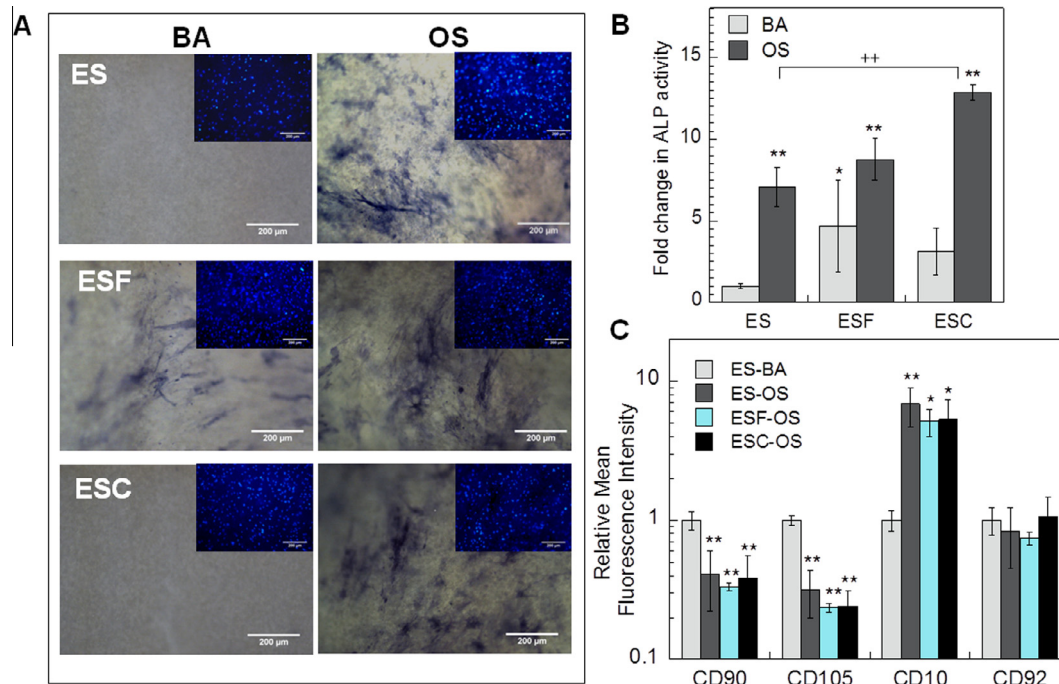 A
BA OS
ES
200 µm
200 µm
ESF
200 µm
200 µm
ESC
200 µm
200 µm
B
BA
OS
Fold change in ALP activity
15
10
5
0
++
**
*
**
**
ES ESF ESC
C
ES-BA
ES-OS
ESF-OS
ESC-OS
Relative Mean
Fluorescence Intensity
10
1
0.1
** ** **
** ** **
** * *
CD90 CD105 CD10 CD92